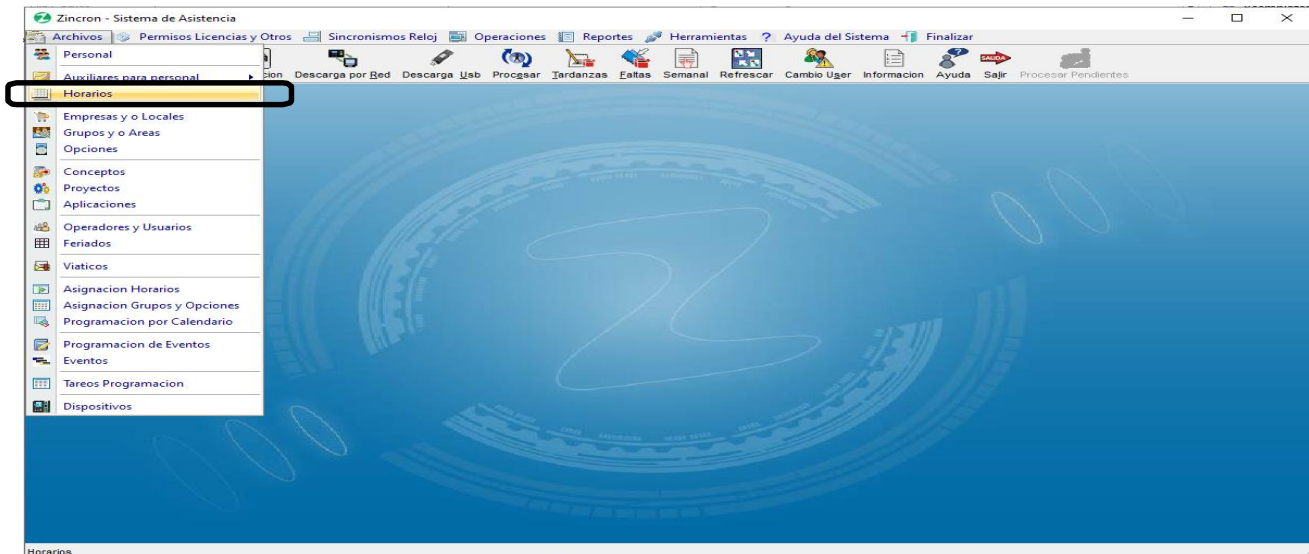 Zincron - Sistema de Asistencia
Archivos Permisos Licencias y Otros Sincronismos Reloj Operaciones Reportes Herramientas ? Ayuda del Sistema Finalizar
cion Descarga por Red Descarga Usb Procesar Tardanzas Faltas Semanal Refrescar Cambio User Informacion Ayuda SALIDA Salir Procesar Pendientes
Personal
Auxiliares para personal
Horarios
Empresas y o Locales
Grupos y o Areas
Opciones
Conceptos
Proyectos
Aplicaciones
Operadores y Usuarios
Feriados
Viaticos
Asignacion Horarios
Asignacion Grupos y Opciones
Programacion por Calendario
Programacion de Eventos
Eventos
Tareos Programacion
Dispositivos
Horarios